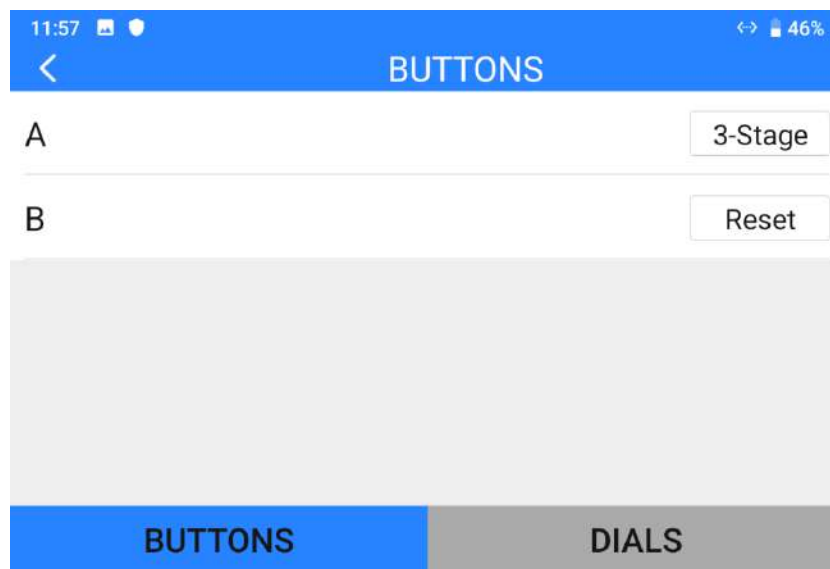 11:57 46%
BUTTONS
A 3-Stage
B Reset
BUTTONS DIALS